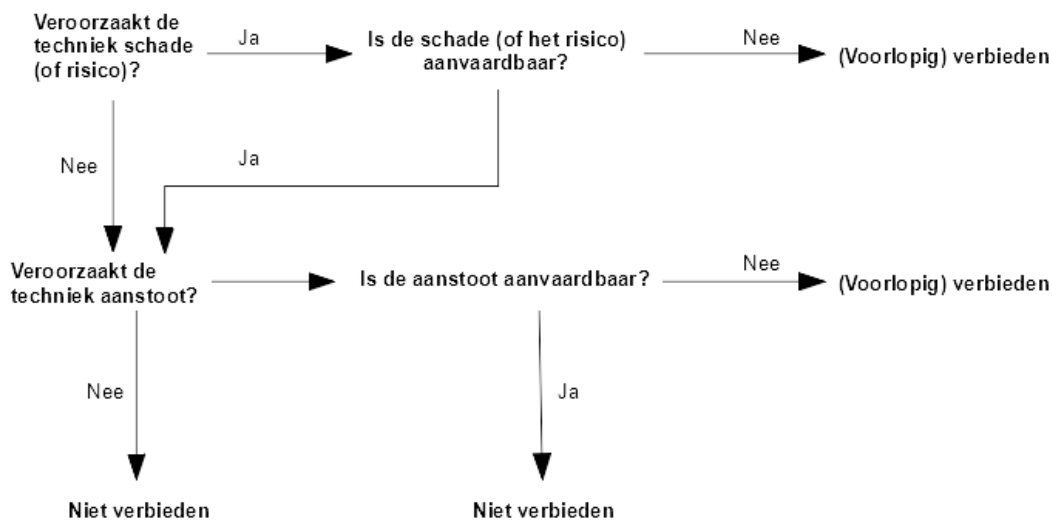 Veroorzaakt de
techniek schade
(of risico)?
Ja
Is de schade (of het risico)
aanvaardbaar?
Nee
(Voorlopig) verbieden
Nee
Ja
Veroorzaakt de
techniek aanstoot?
Is de aanstoot aanvaardbaar?
Nee
(Voorlopig) verbieden
Nee
Ja
Niet verbieden
Niet verbieden